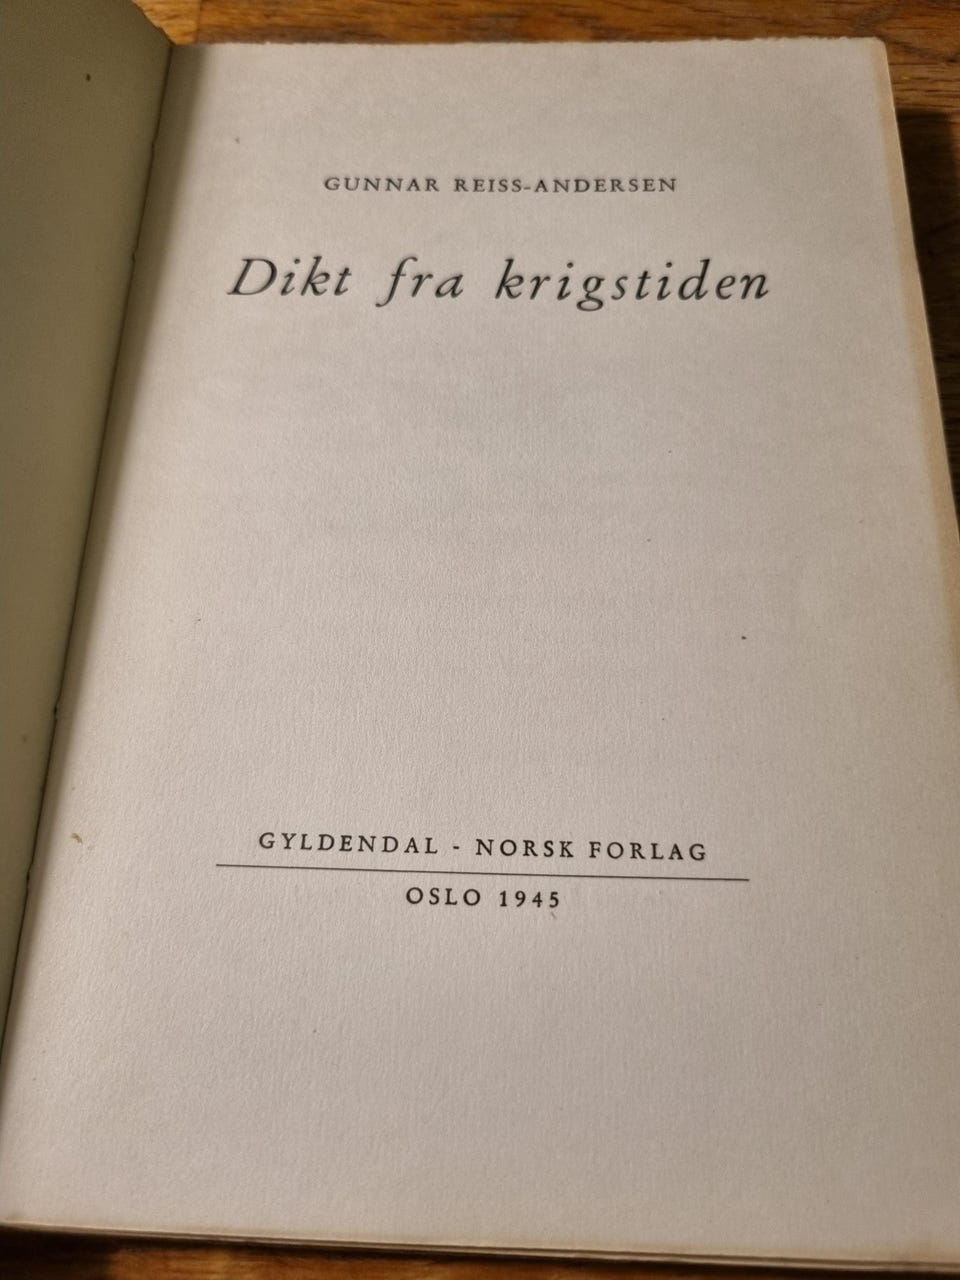 GUNNAR REISS-ANDERSEN
Dikt fra krigstiden
GYLDENDAL - NORSK FORLAG
OSLO 1945